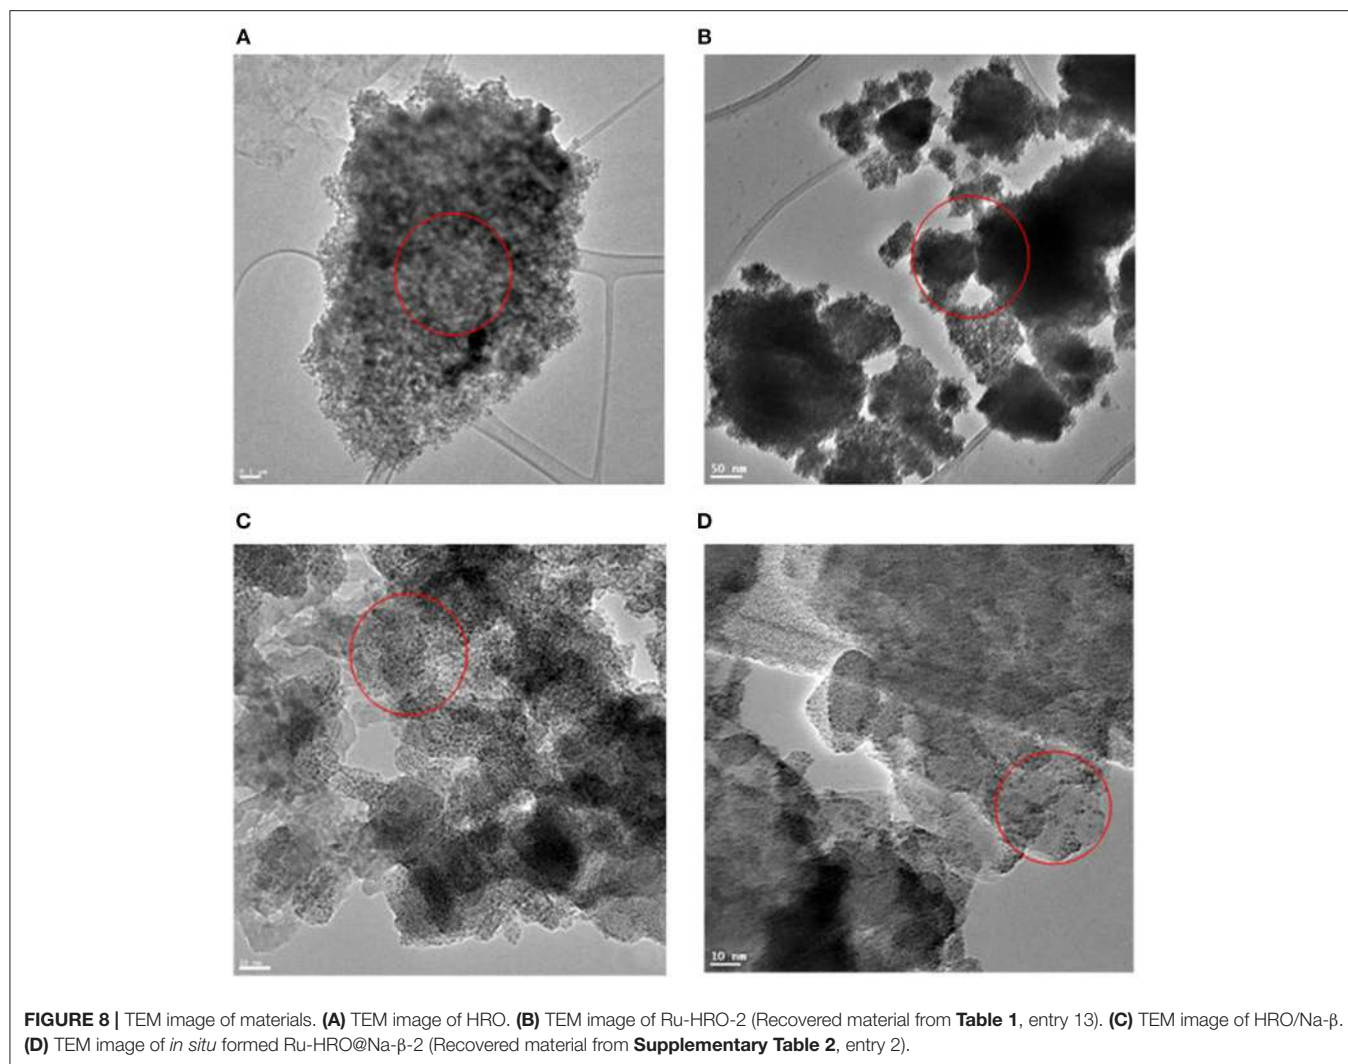 A
B
50 nm
C
D
10 nm
FIGURE 8 | TEM image of materials. (A) TEM image of HRO. (B) TEM image of Ru-HRO-2 (Recovered material from Table 1, entry 13). (C) TEM image of HRO/Na-β.
(D) TEM image of in situ formed Ru-HRO@Na-β-2 (Recovered material from Supplementary Table 2, entry 2).